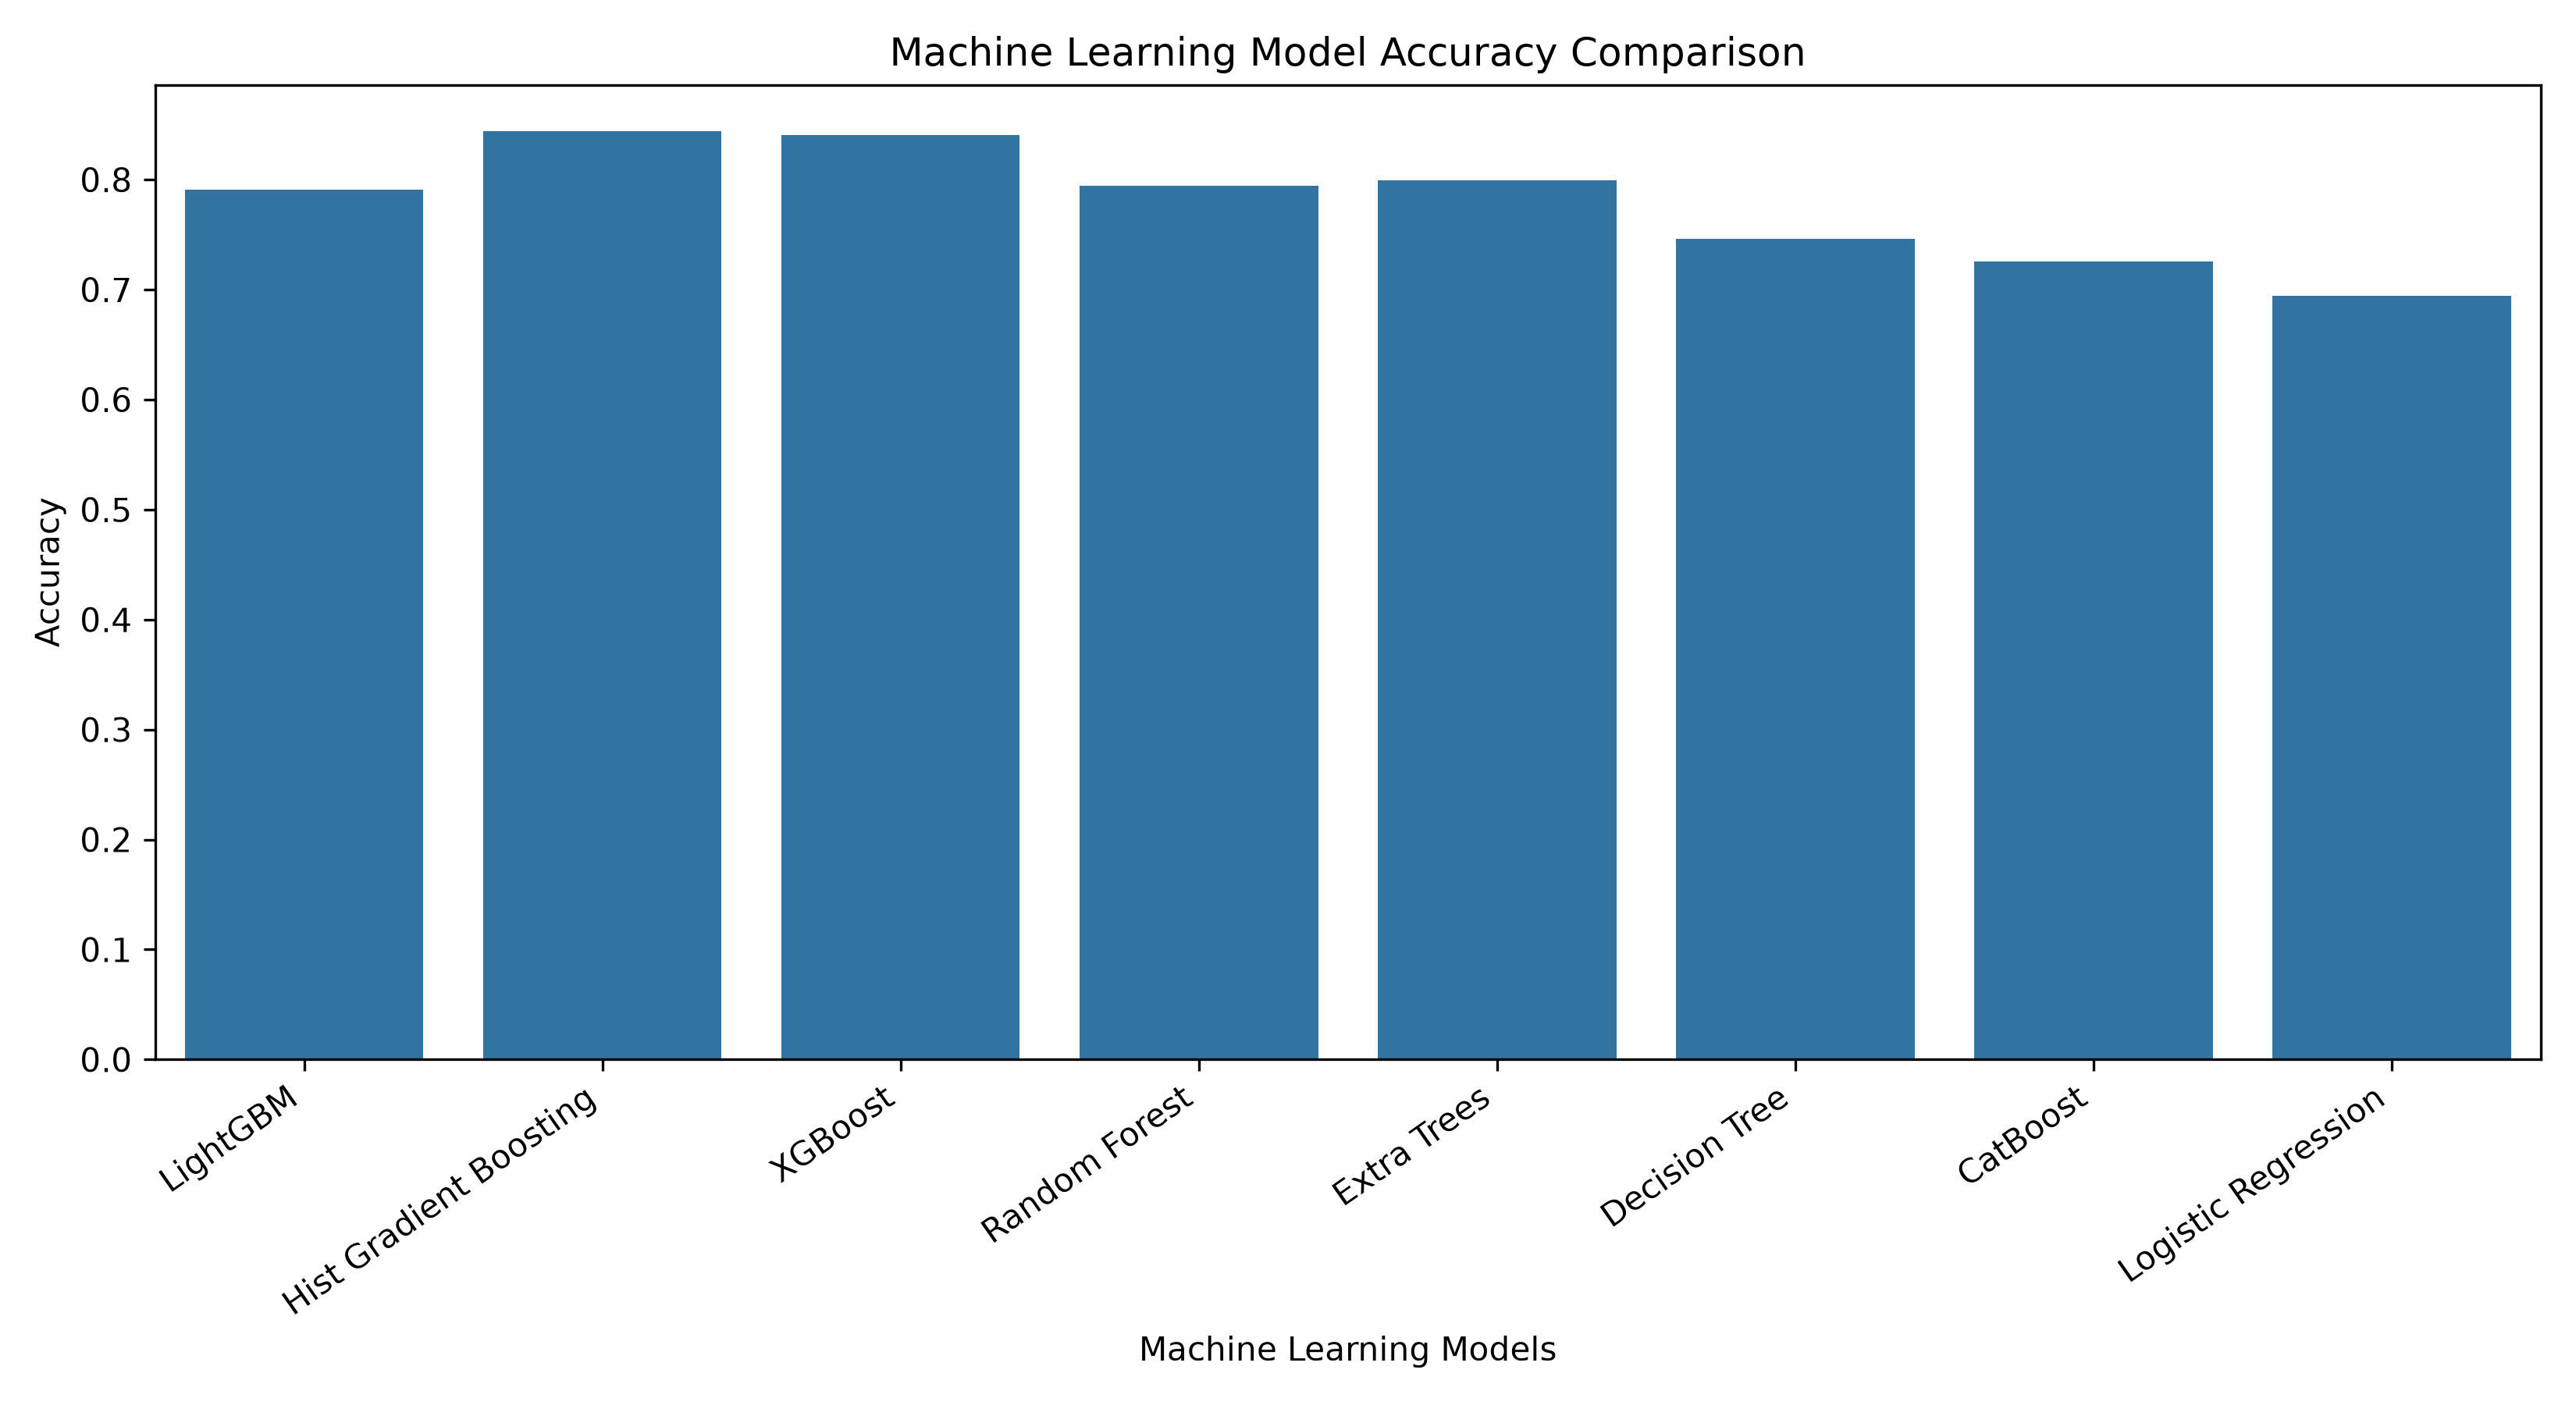 Machine Learning Model Accuracy Comparison
Accuracy
0.8
0.7
0.6
0.5
0.4
0.3
0.2
0.1
0.0
LightGBM
Hist Gradient Boosting
XGBoost
Random Forest
Extra Trees
Decision Tree
CatBoost
Logistic Regression
Machine Learning Models